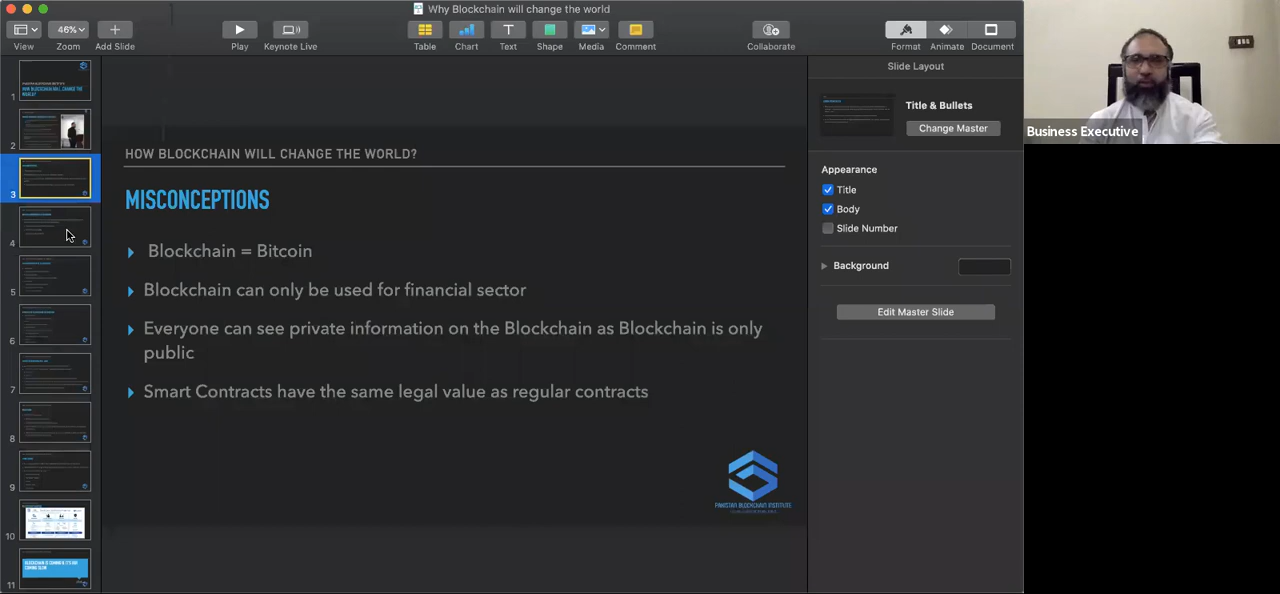 Why Blockchain will change the world
46%
View
Zoom
Add Slide
Play
Keynote Live
Table
Chart
Text
Shape
Media
Comment
Collaborate
Format
Animate
Document
1
2
3
4
5
6
7
8
9
10
11
HOW BLOCKCHAIN WILL CHANGE THE WORLD?
MISCONCEPTIONS
Blockchain = Bitcoin
Blockchain can only be used for financial sector
Everyone can see private information on the Blockchain as Blockchain is only
public
Smart Contracts have the same legal value as regular contracts
PAKISTAN BLOCKCHAIN INSTITUTE
Slide Layout
Title & Bullets
Change Master
Appearance
Title
Body
Slide Number
Background
Edit Master Slide
Business Executive